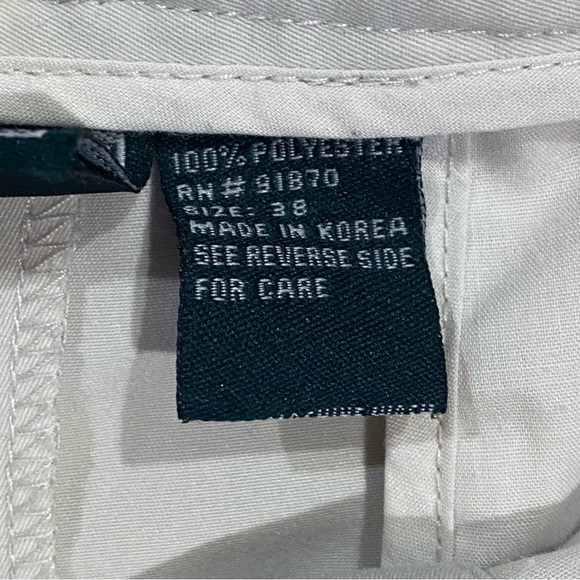 100% POLYESTER
RN# 91870
SIZE: 38
MADE IN KOREA
SEE REVERSE SIDE
FOR CARE